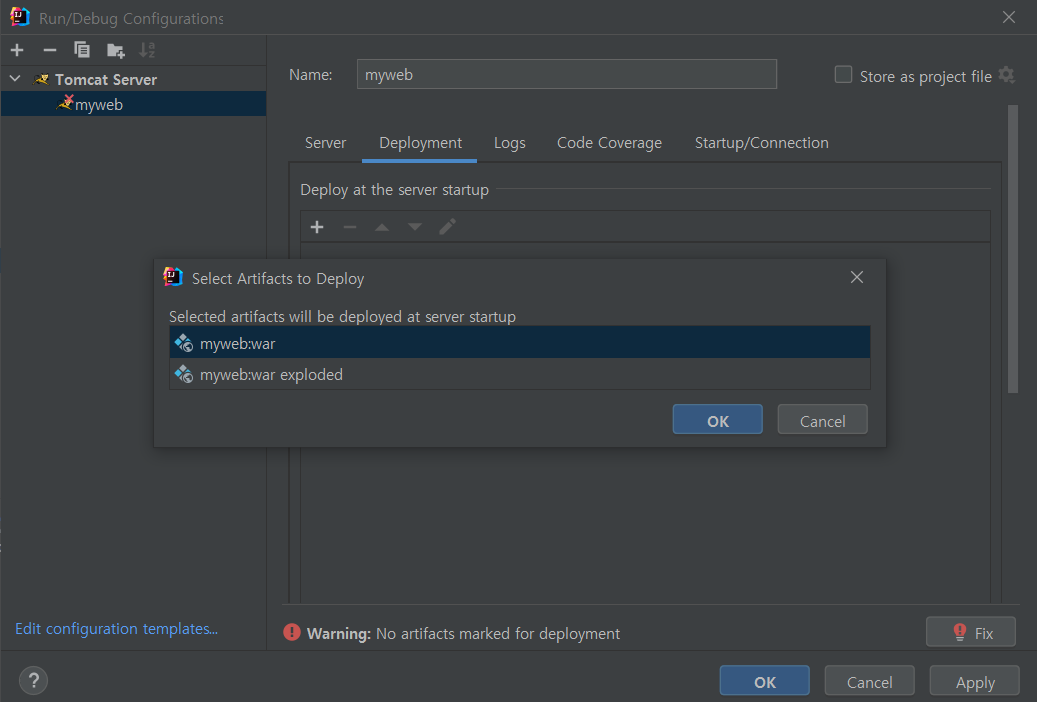 Run/Debug Configurations
Tomcat Server
myweb
Name: myweb Store as project file
Server Deployment Logs Code Coverage Startup/Connection
Deploy at the server startup
Select Artifacts to Deploy
Selected artifacts will be deployed at server startup
myweb:war
myweb:war exploded
OK Cancel
Edit configuration templates...
Warning: No artifacts marked for deployment Fix
? OK Cancel Apply